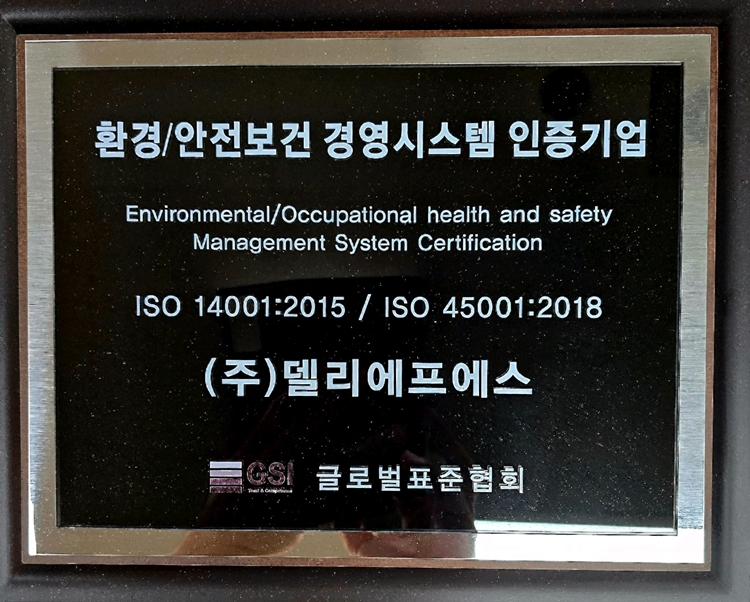 환경/안전보건 경영시스템 인증기업
Environmental/Occupational health and safety
Management System Certification
ISO 14001:2015 / ISO 45001:2018
(주)델리에프에스
GSI 글로벌표준협회